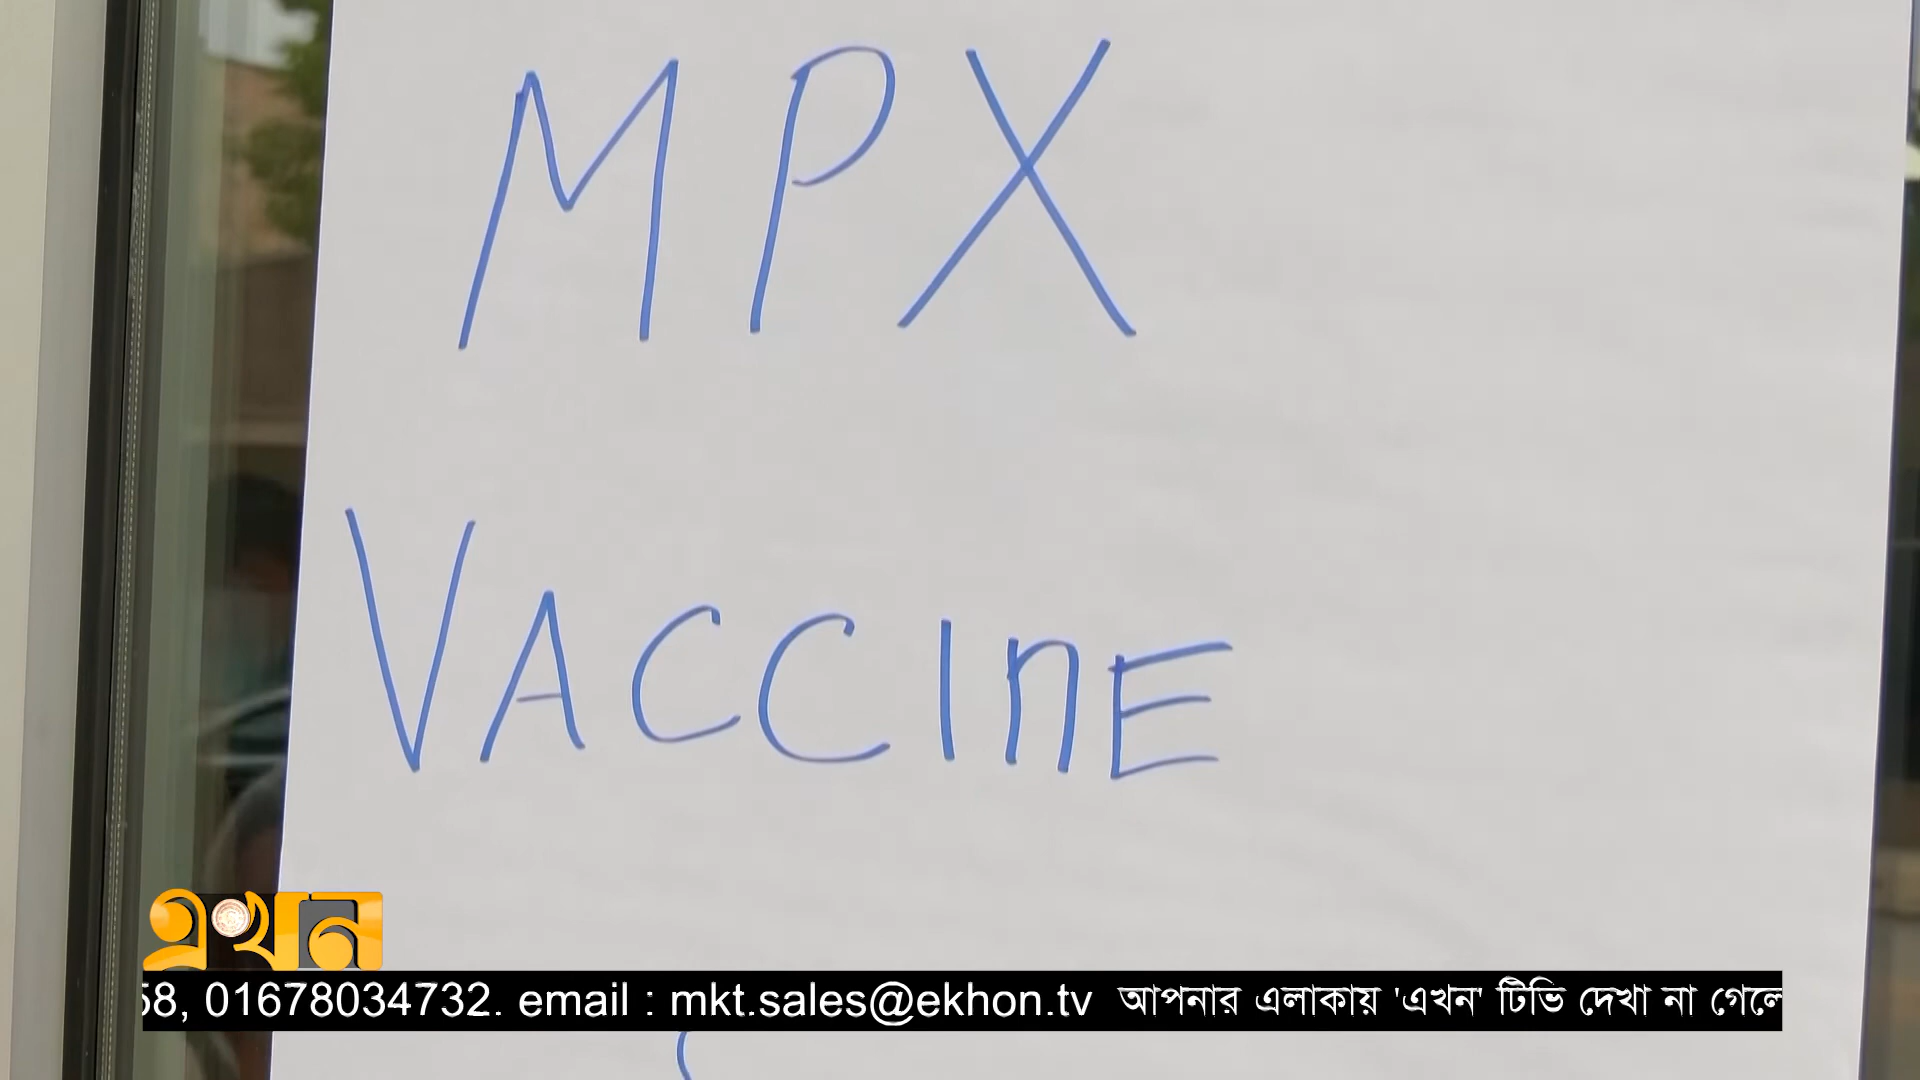 MPX
VACCINE
এখন
58, 01678034732. email : mkt.sales@ekhon.tv আপনার এলাকায় 'এখন' টিভি দেখা না গেলে